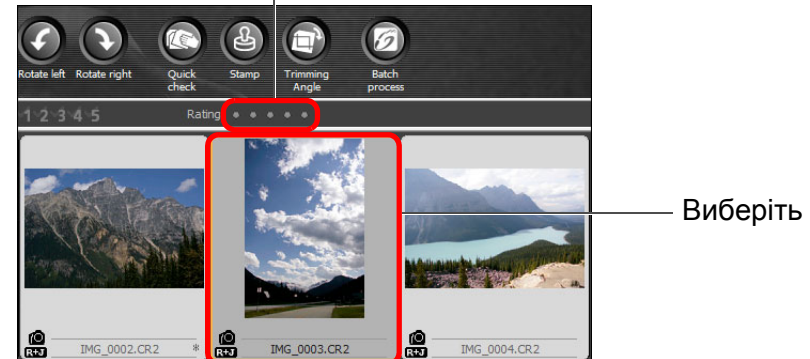 Rotate left Rotate right Quick check Stamp Trimming Angle Batch process
1 2 3 4 5 Rating
Виберіть
R+J IMG_0002.CR2 * R+J IMG_0003.CR2 R+J IMG_0004.CR2